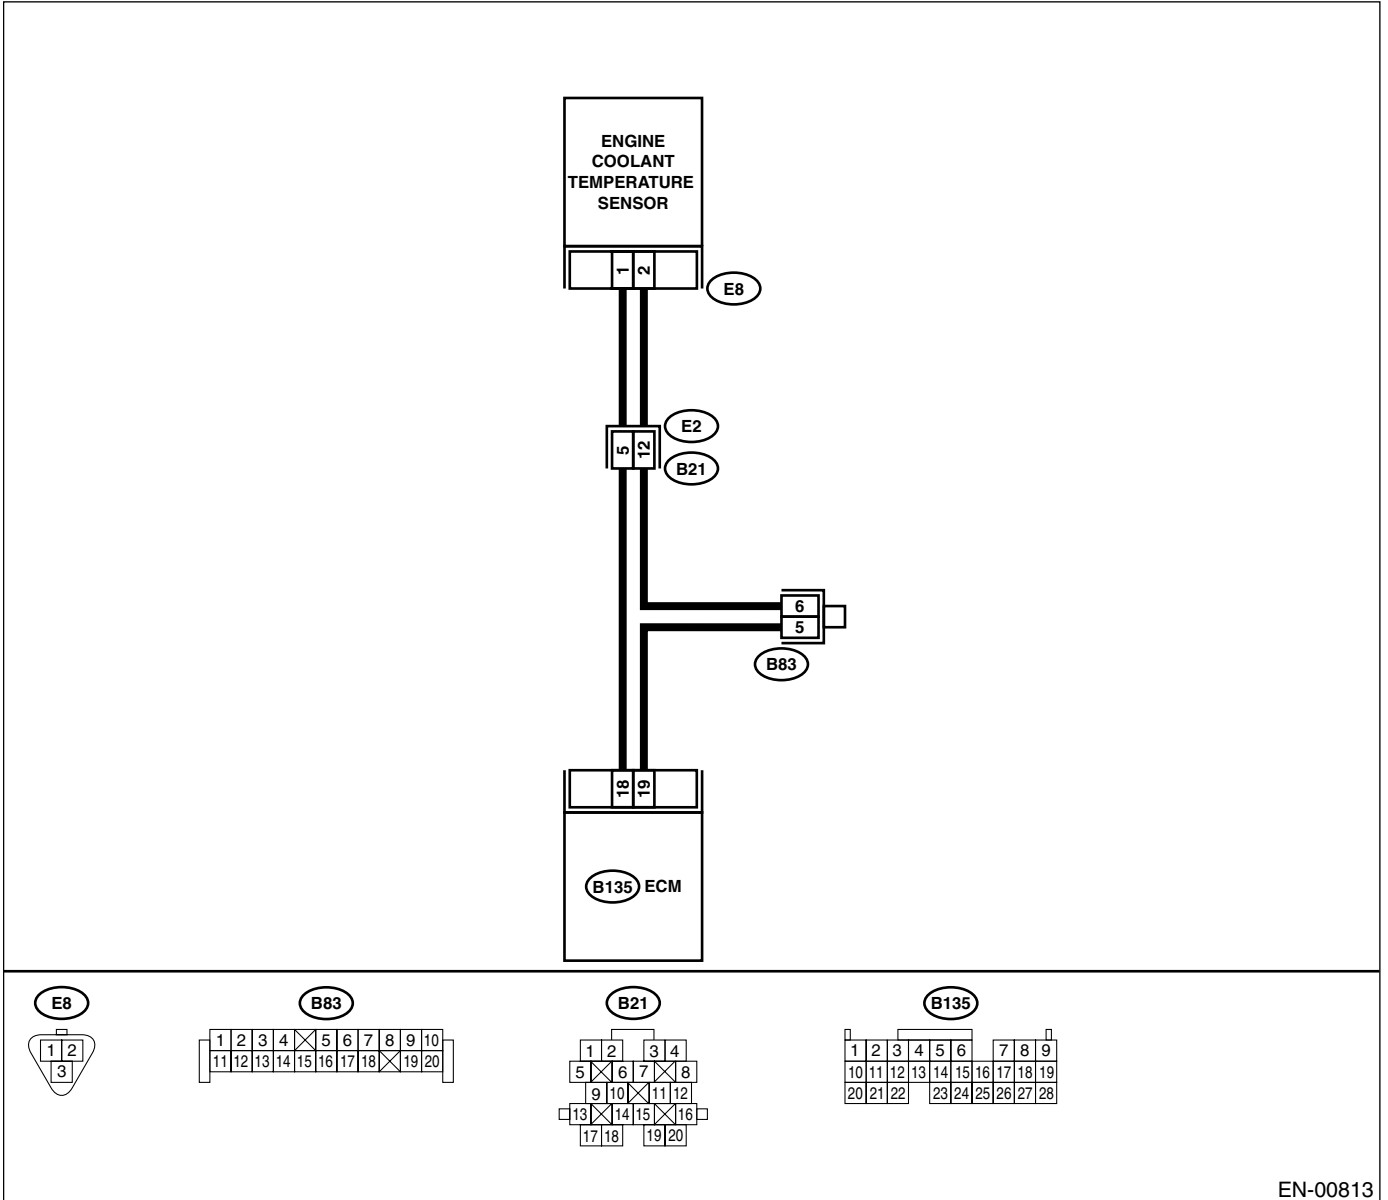 ENGINE
COOLANT
TEMPERATURE
SENSOR
1 2
E8
E2
5 12
B21
6
5
B83
18 19
B135 ECM
E8 B83 B21 B135
1 2
3
1 2 3 4 5 6 7 8 9 10
11 12 13 14 15 16 17 18 19 20
1 2 3 4
5 6 7 8
9 10 11 12
13 14 15 16
17 18 19 20
1 2 3 4 5 6 7 8 9
10 11 12 13 14 15 16 17 18 19
20 21 22 23 24 25 26 27 28
EN-00813